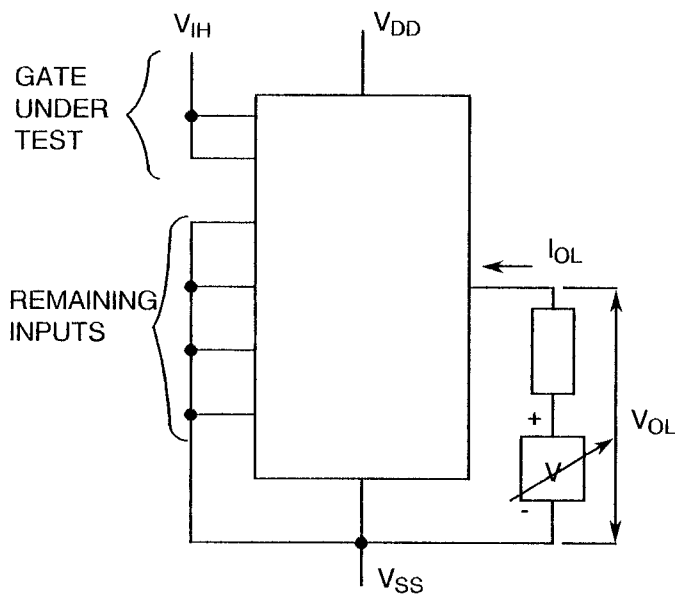 V_IH
V_DD
GATE
UNDER
TEST
I_OL
REMAINING
INPUTS
+
V_OL
V
-
V_SS